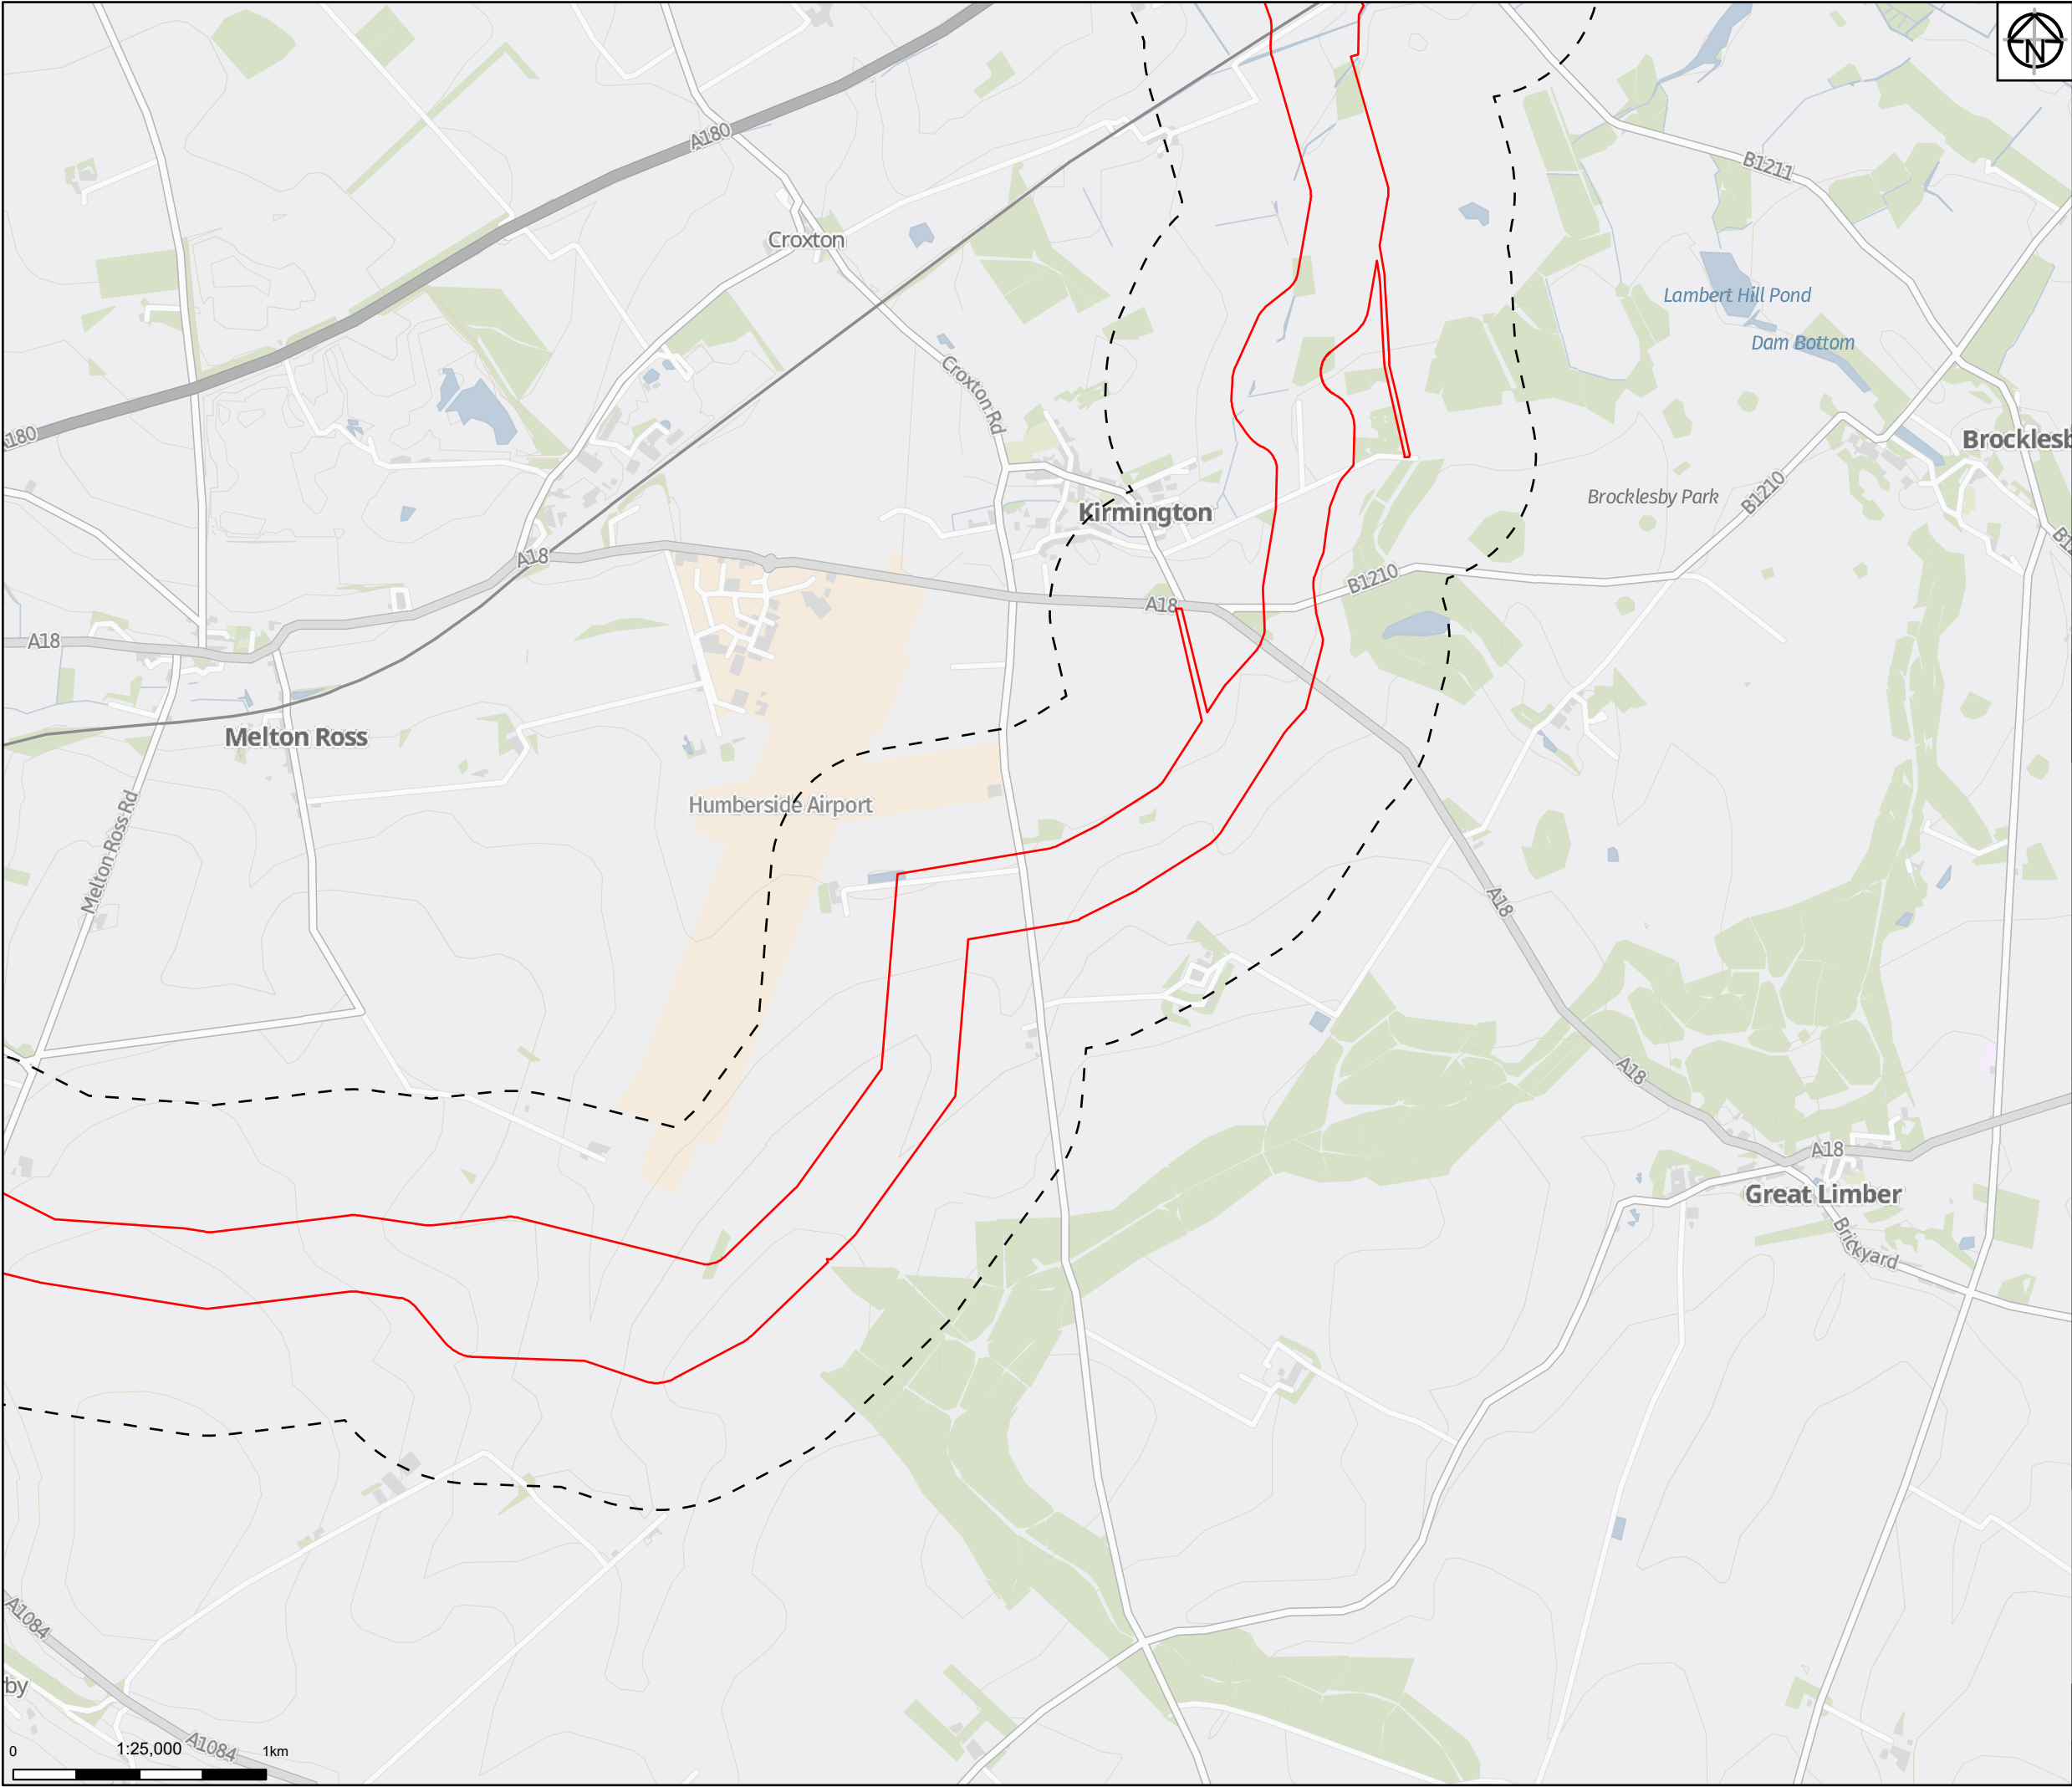 N
A180
B1211
Croxton
Lambert Hill Pond
Dam Bottom
Croxton Rd
A180
Brocklesb
Brocklesby Park
B1210
Kirmington
A18
B1210
A18
A18
Melton Ross
Humberside Airport
Melton Ross Rd
A18
A18
A18
Great Limber
Brickyard
A1084
by
A1084
0
1:25,000
1km